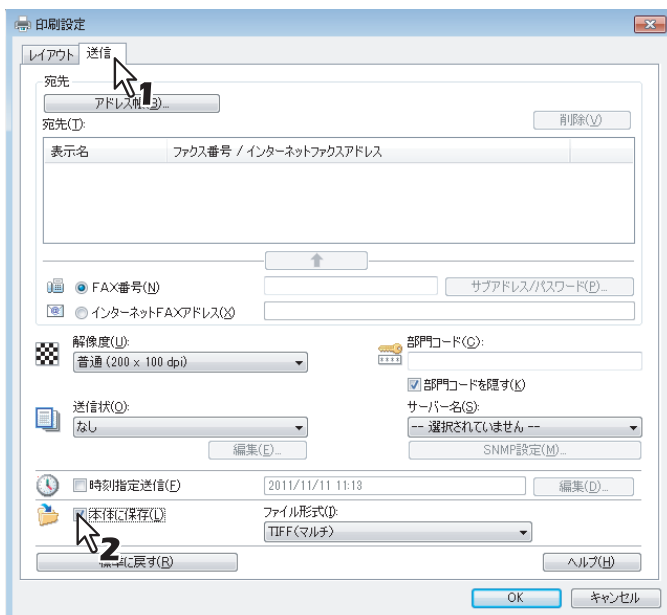 印刷設定
レイアウト 送信
1
宛先
アドレス帳(B)...
宛先(T):
削除(V)
表示名 ファクス番号 / インターネットファクスアドレス
FAX番号(N)
サブアドレス/パスワード(P)...
インターネットFAXアドレス(X)
解像度(U):
部門コード(C):
普通 (200 x 100 dpi)
部門コードを隠す(K)
送信状(O):
サーバー名(S):
なし
-- 選択されていません --
編集(E)...
SNMP設定(M)...
時刻指定送信(F)
2011/11/11 11:13
編集(D)...
本体に保存(L)
ファイル形式(I):
TIFF(マルチ)
2
標準に戻す(R)
ヘルプ(H)
OK
キャンセル